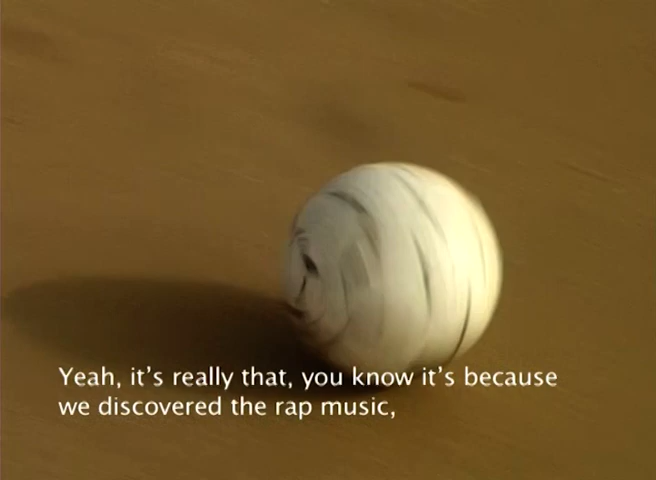 Yeah, it's really that, you know it's because
we discovered the rap music,